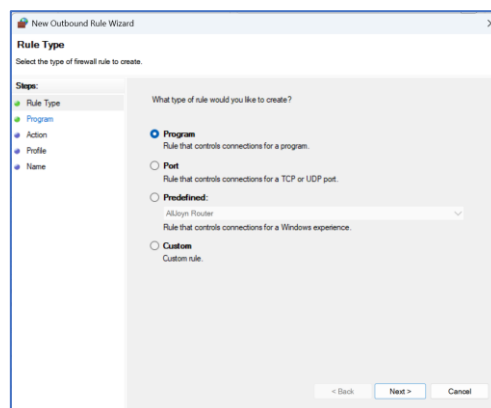 New Outbound Rule Wizard
Rule Type
Select the type of firewall rule to create.
Steps:
Rule Type
Program
Action
Profile
Name
What type of rule would you like to create?
Program
Rule that controls connections for a program.
Port
Rule that controls connections for a TCP or UDP port.
Predefined:
AllJoyn Router
Rule that controls connections for a Windows experience.
Custom
Custom rule.
< Back
Next >
Cancel